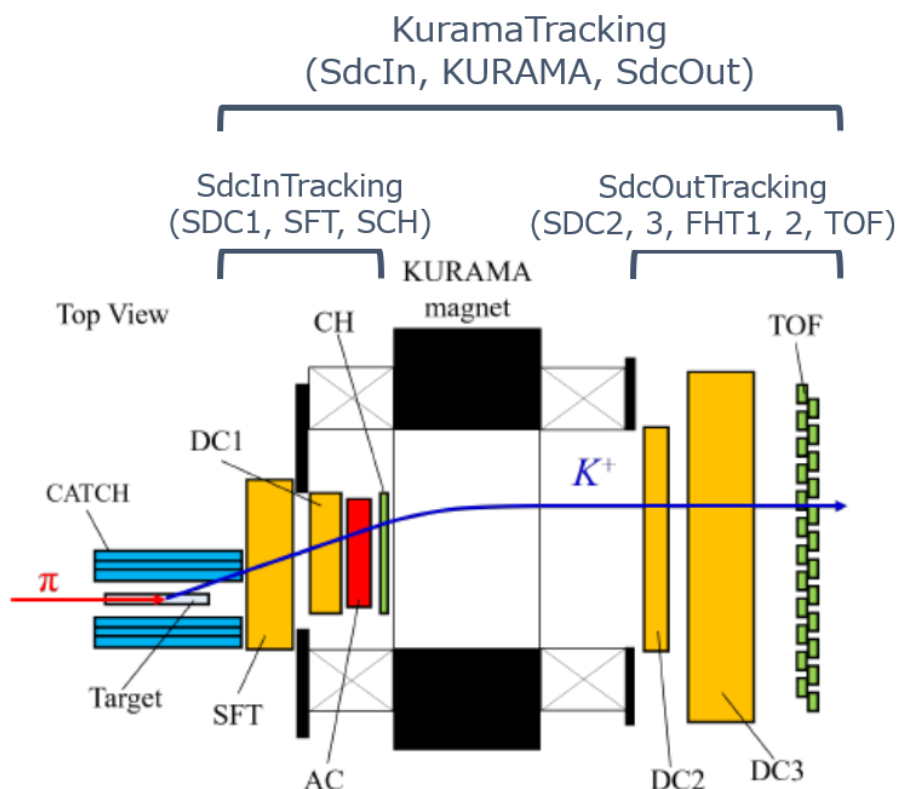 KuramaTracking
(SdcIn, KURAMA, SdcOut)
SdcInTracking
(SDC1, SFT, SCH)
SdcOutTracking
(SDC2, 3, FHT1, 2, TOF)
Top View
CH
KURAMA
magnet
TOF
DC1
CATCH
K+
π
Target
SFT
AC
DC2
DC3